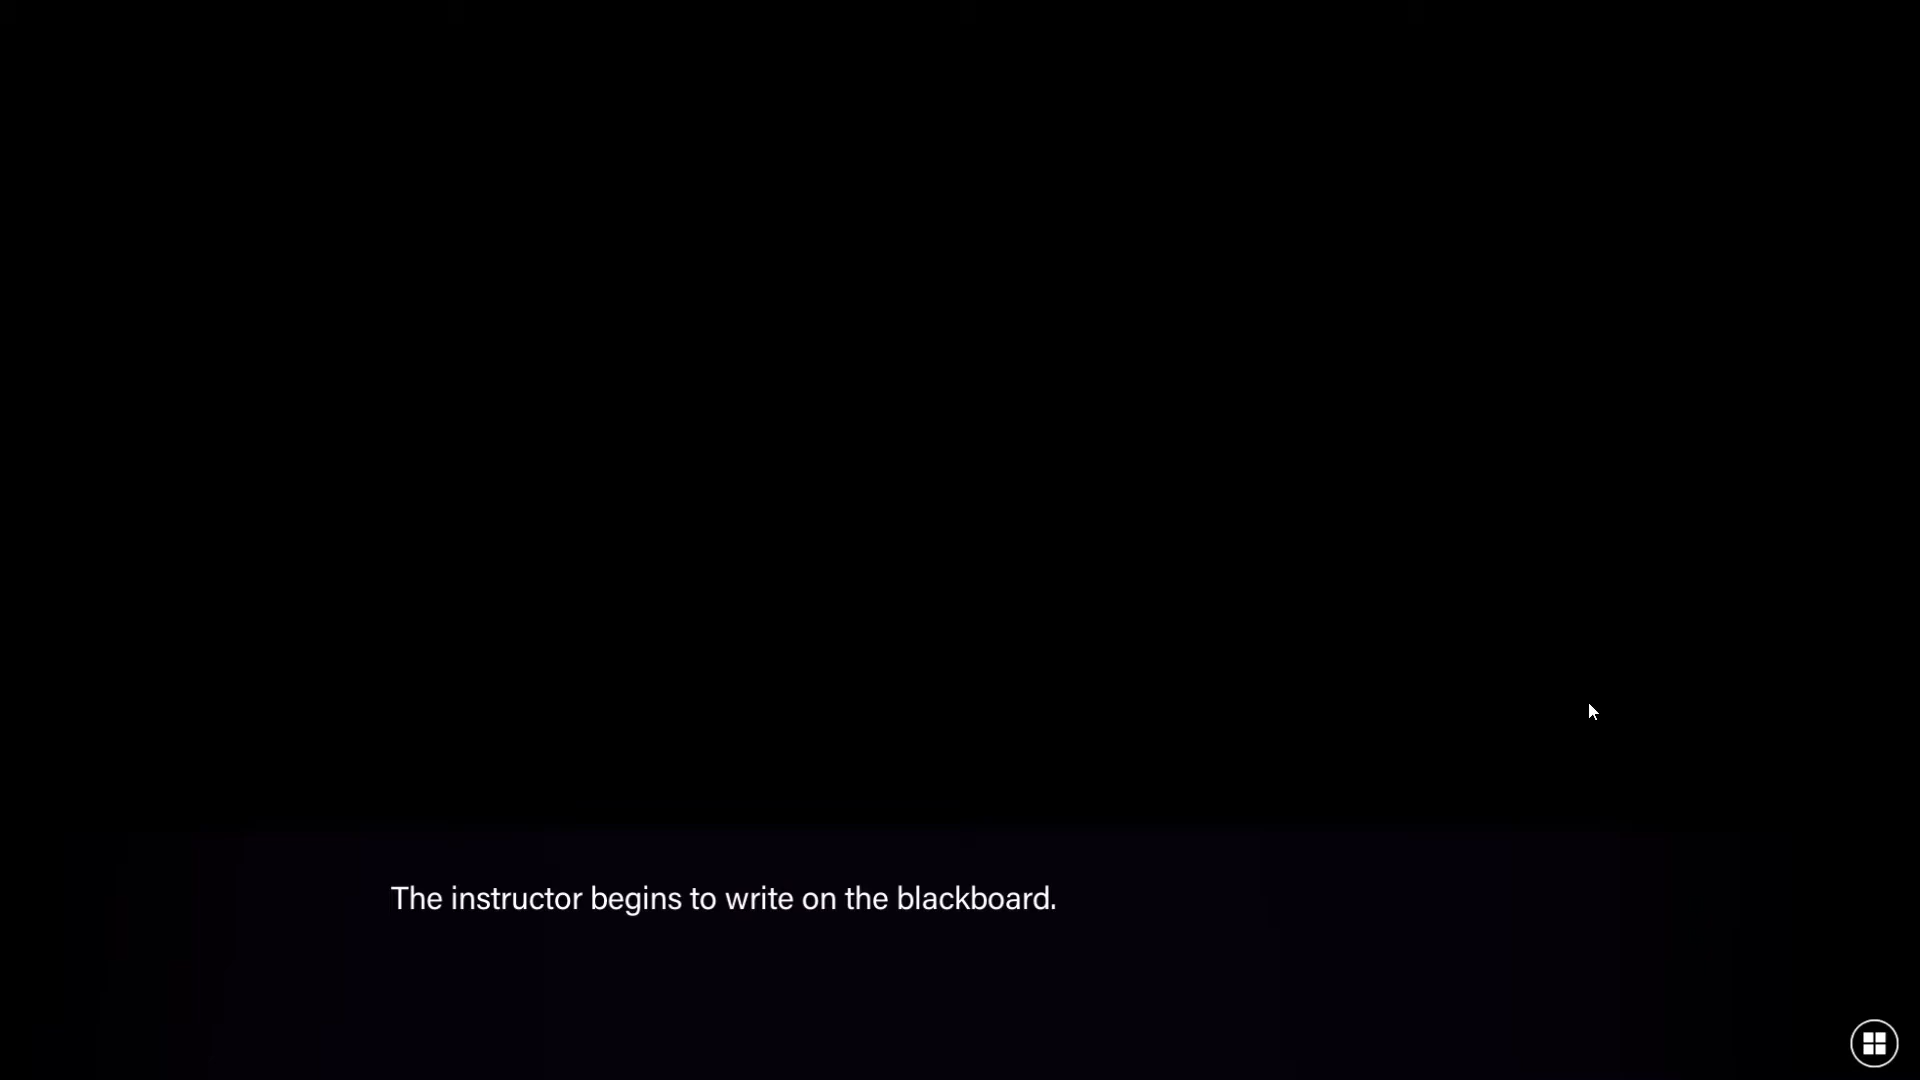 The instructor begins to write on the blackboard.